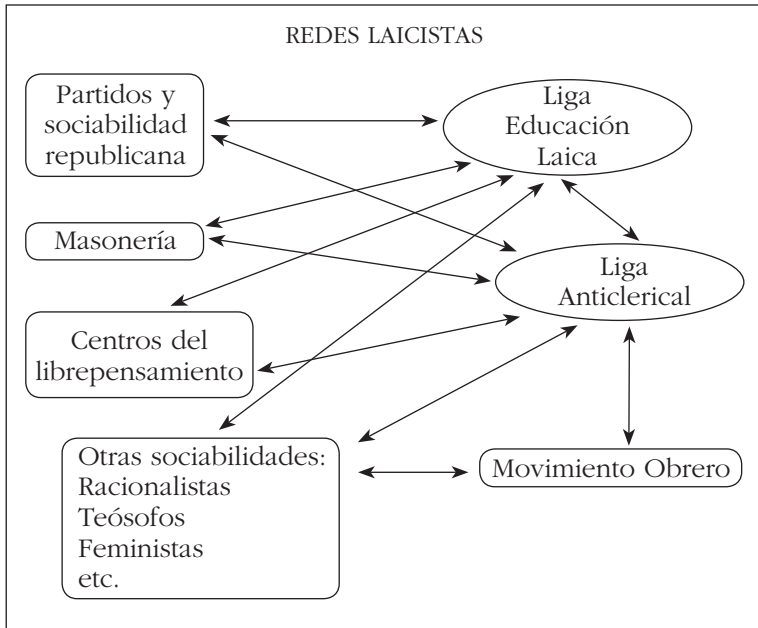 REDES LAICISTAS
Partidos y
sociabilidad
republicana
Liga
Educación
Laica
Masonería
Liga
Anticlerical
Centros del
librepensamiento
Otras sociabilidades:
Racionalistas
Teósofos
Feministas
etc.
Movimiento Obrero